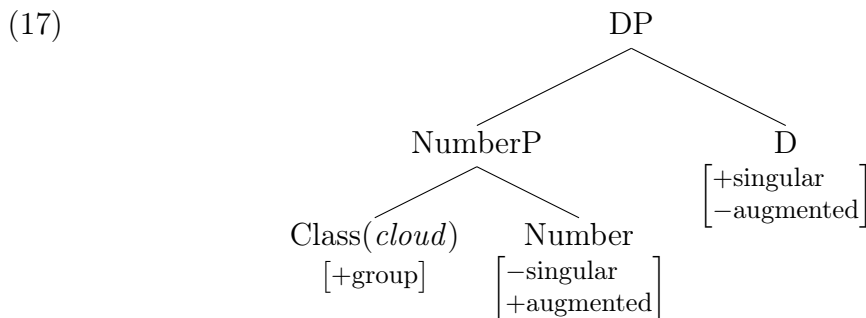 (17) DP
NumberP D
[+singular
−augmented]
Class(cloud) Number
[+group] [−singular
+augmented]